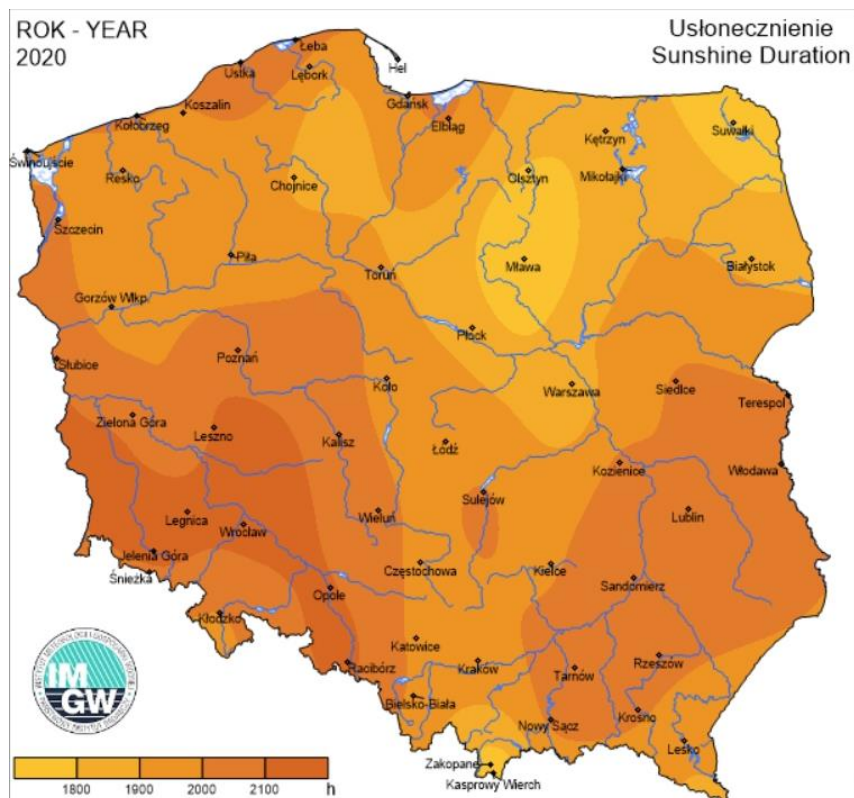 ROK - YEAR
2020
Usłonecznienie
Sunshine Duration
Łeba
Hel
Ustka
Lębork
Gdańsk
Koszalin
Kołobrzeg
Elbląg
Kętrzyn
Suwałki
Świnoujście
Resko
Chojnice
Olsztyn
Mikołajki
Szczecin
Piła
Toruń
Mława
Białystok
Gorzów Wlkp.
Płock
Słubice
Poznań
Koło
Warszawa
Siedlce
Terespol
Zielona Góra
Leszno
Kalisz
Łódź
Kozienice
Włodawa
Sulejów
Legnica
Wrocław
Wieluń
Lublin
Jelenia Góra
Śnieżka
Częstochowa
Kielce
Sandomierz
Opole
Kłodzko
Katowice
Kraków
Racibórz
Tarnów
Rzeszów
Bielsko-Biała
Nowy Sącz
Krosno
Lesko
Zakopane
Kasprowy Wierch
IM
GW
1800 1900 2000 2100 h